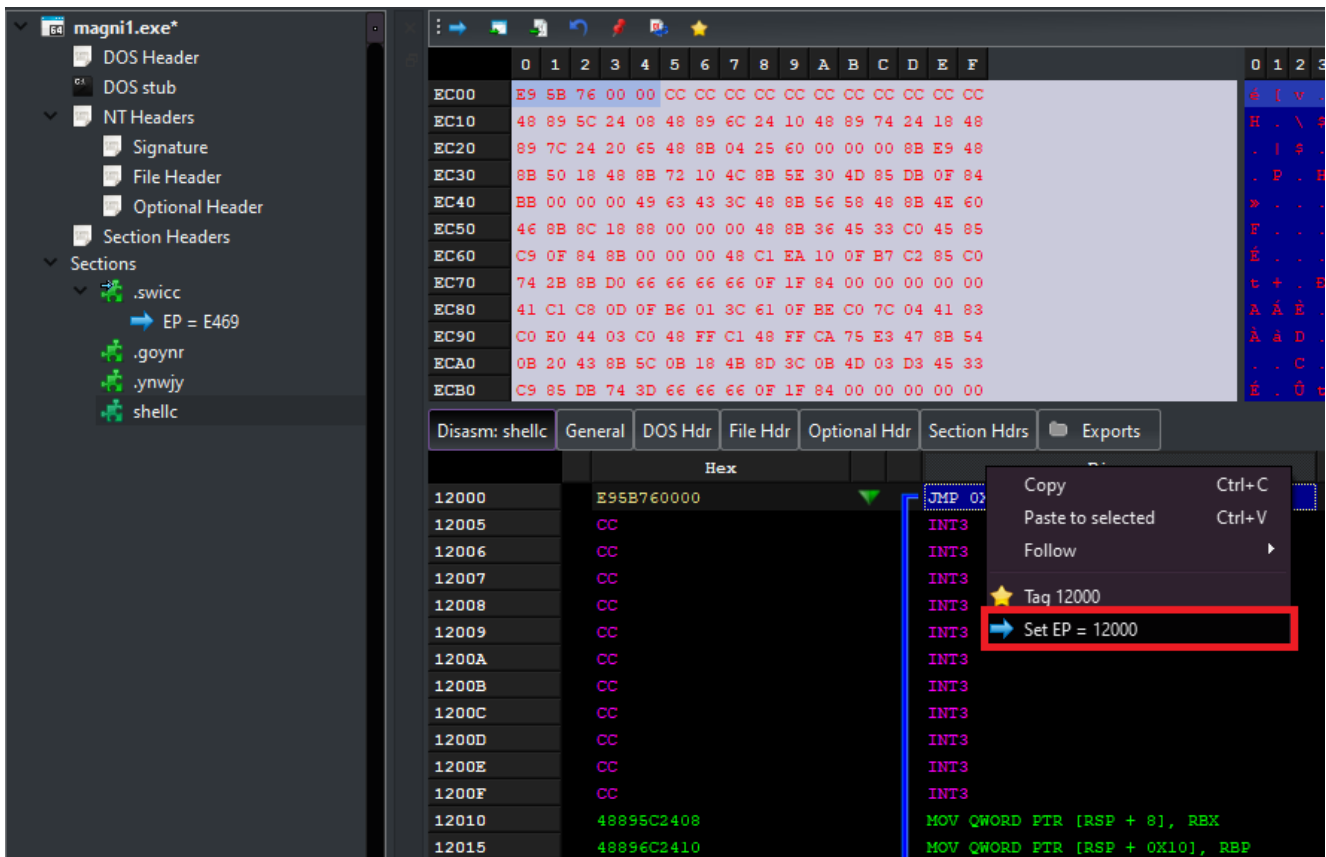 magni1.exe*
DOS Header
DOS stub
NT Headers
Signature
File Header
Optional Header
Section Headers
Sections
.swicc
EP = E469
.goynr
.ynwjy
shellc
0 1 2 3 4 5 6 7 8 9 A B C D E F 0 1 2 3
EC00 E9 5B 76 00 00 CC CC CC CC CC CC CC CC CC CC CC é [ v .
EC10 48 89 5C 24 08 48 89 6C 24 10 48 89 74 24 18 48 H . \ $
EC20 89 7C 24 20 65 48 8B 04 25 60 00 00 00 8B E9 48 . | $ .
EC30 8B 50 18 48 8B 72 10 4C 8B 5E 30 4D 85 DB 0F 84 . P . H
EC40 BB 00 00 00 49 63 43 3C 48 8B 56 58 48 8B 4E 60 » . . .
EC50 46 8B 8C 18 88 00 00 00 48 8B 36 45 33 C0 45 85 F . . .
EC60 C9 0F 84 8B 00 00 00 48 C1 EA 10 0F B7 C2 85 C0 É . . .
EC70 74 2B 8B D0 66 66 66 66 0F 1F 84 00 00 00 00 00 t + . Ð
EC80 41 C1 C8 0D 0F B6 01 3C 61 0F BE C0 7C 04 41 83 A Á È .
EC90 C0 E0 44 03 C0 48 FF C1 48 FF CA 75 E3 47 8B 54 À à D .
ECA0 0B 20 43 8B 5C 0B 18 4B 8D 3C 0B 4D 03 D3 45 33 . . C .
ECB0 C9 85 DB 74 3D 66 66 66 0F 1F 84 00 00 00 00 00 É . Û t
Disasm: shellc General DOS Hdr File Hdr Optional Hdr Section Hdrs Exports
Hex
12000 E95B760000 JMP 0X
12005 CC INT3
12006 CC INT3
12007 CC INT3
12008 CC INT3
12009 CC INT3
1200A CC INT3
1200B CC INT3
1200C CC INT3
1200D CC INT3
1200E CC INT3
1200F CC INT3
12010 48895C2408 MOV QWORD PTR [RSP + 8], RBX
12015 48896C2410 MOV QWORD PTR [RSP + 0X10], RBP
Copy Ctrl+C
Paste to selected Ctrl+V
Follow
Tag 12000
Set EP = 12000